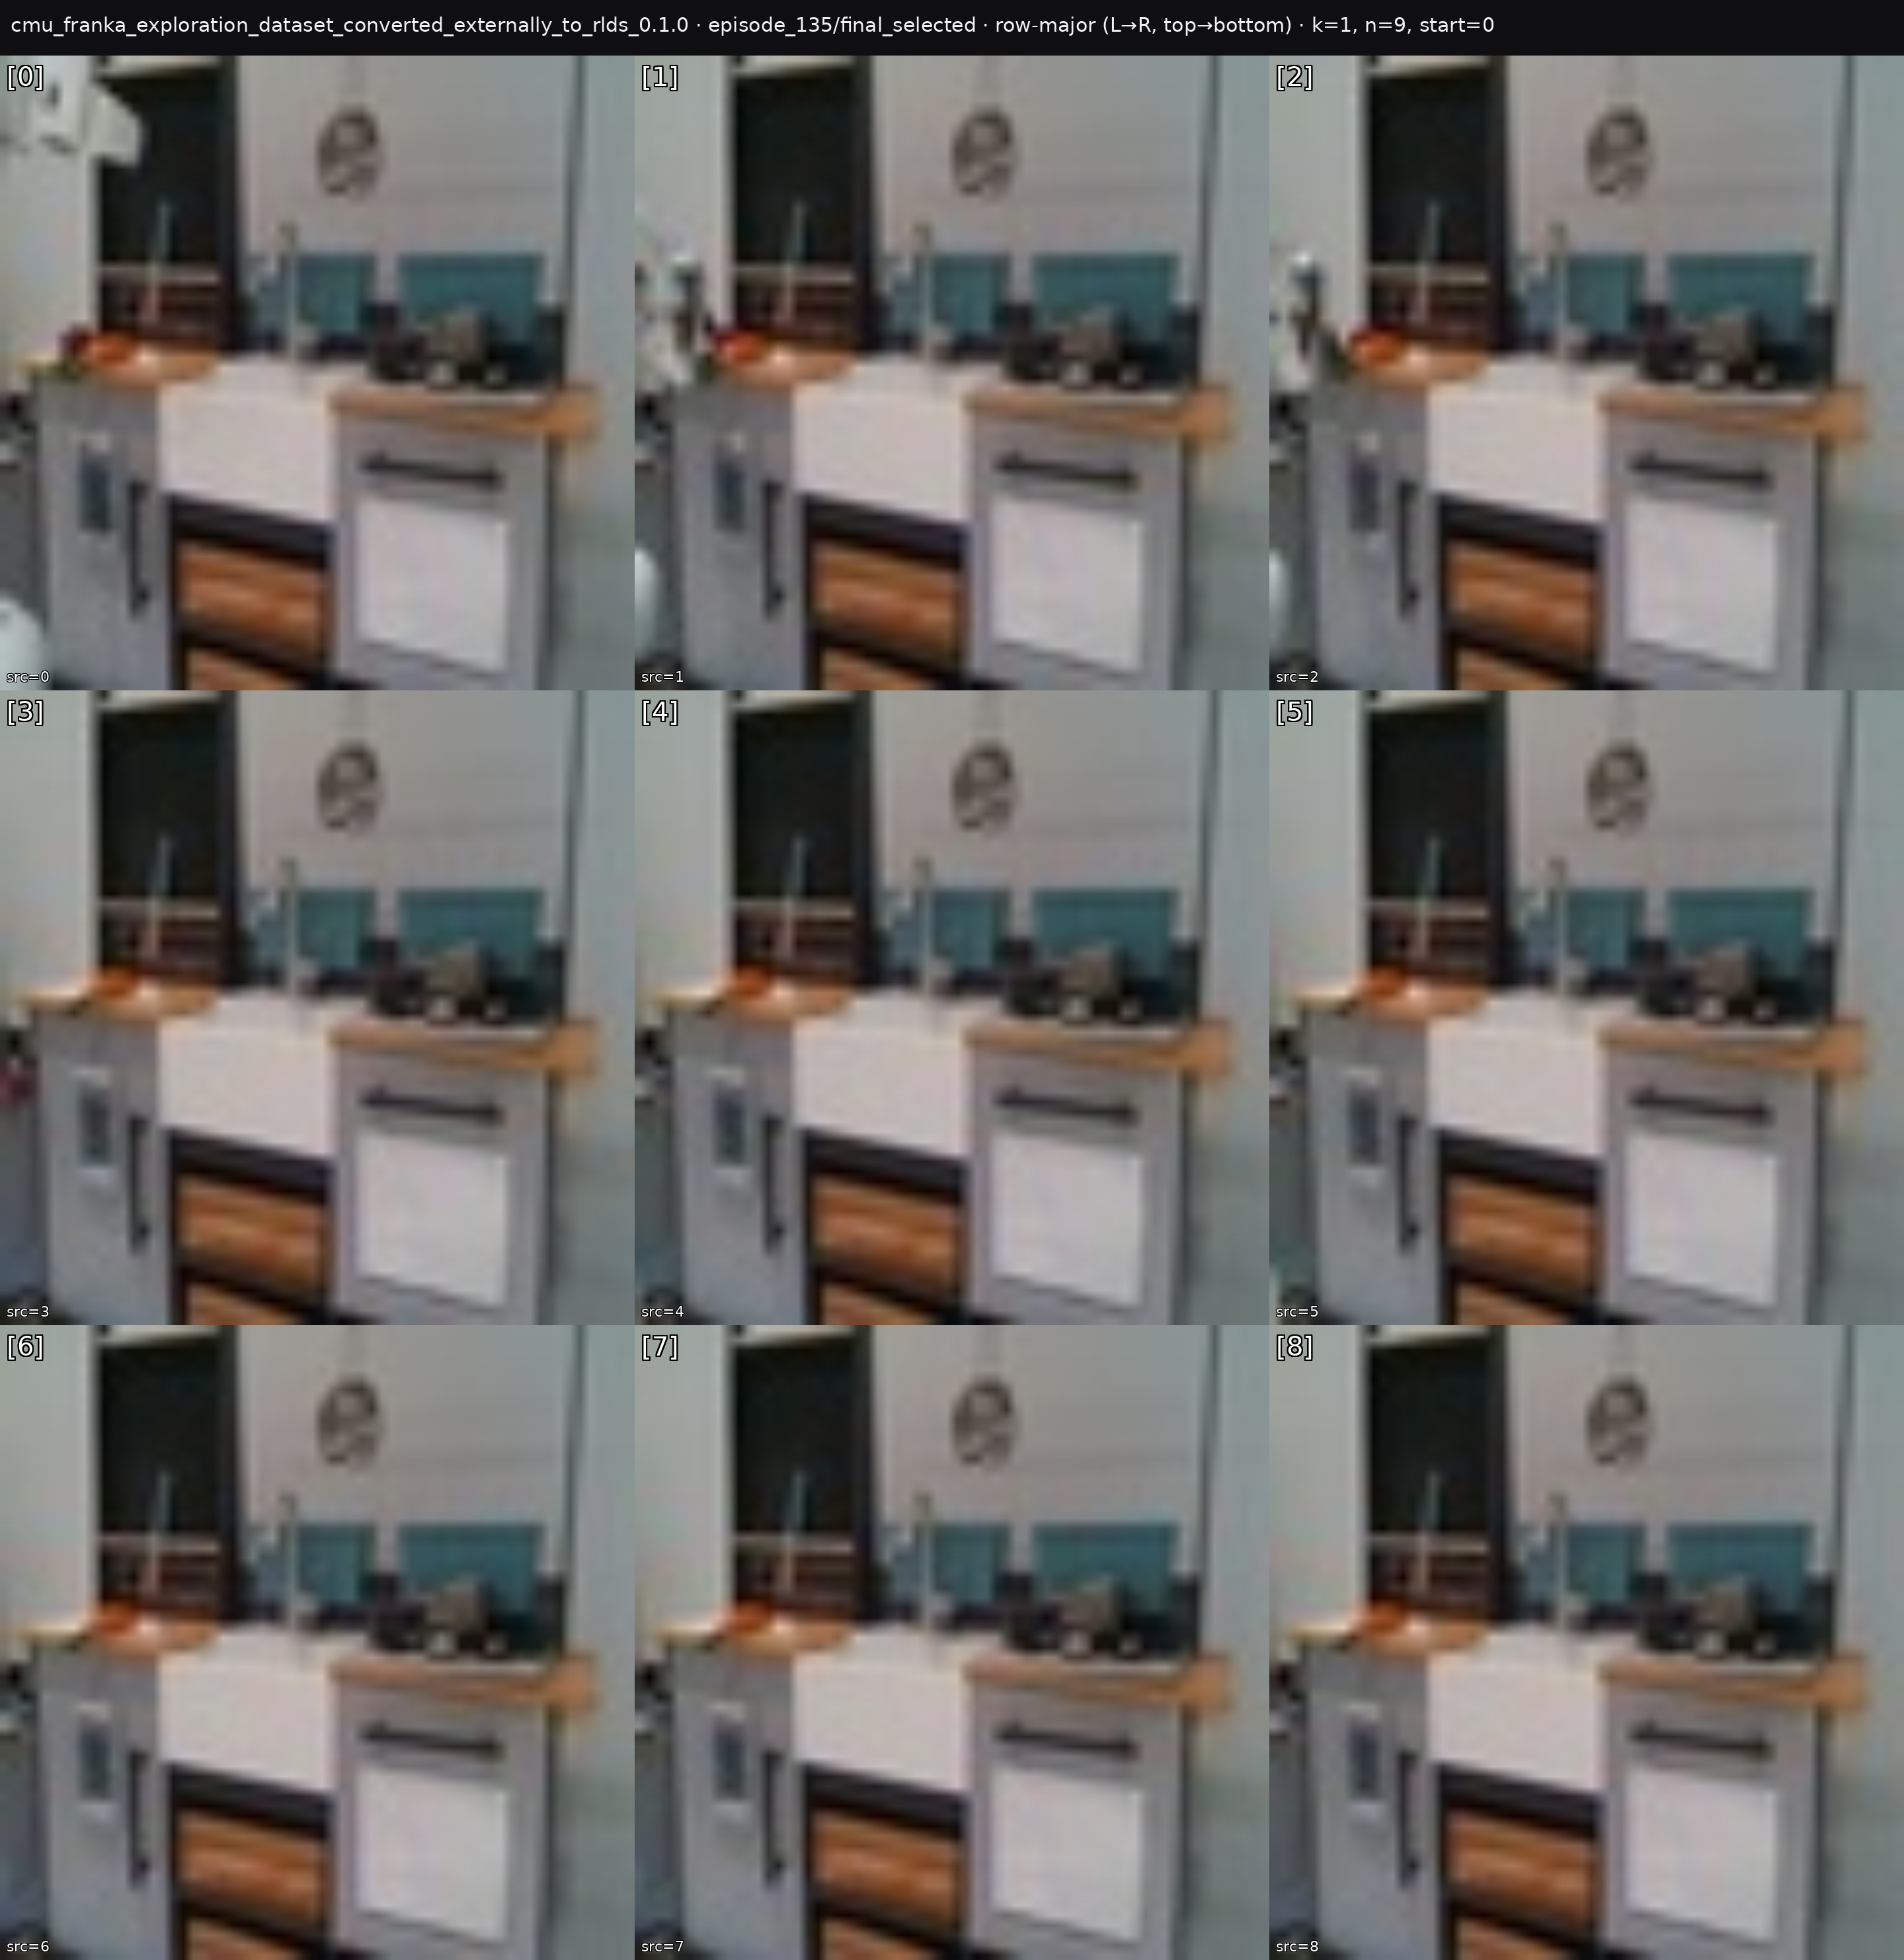 cmu_franka_exploration_dataset_converted_externally_to_rlds_0.1.0 · episode_135/final_selected · row-major (L→R, top→bottom) · k=1, n=9, start=0
[0]
[1]
[2]
src=0
src=1
src=2
[3]
[4]
[5]
src=3
src=4
src=5
[6]
[7]
[8]
src=6
src=7
src=8